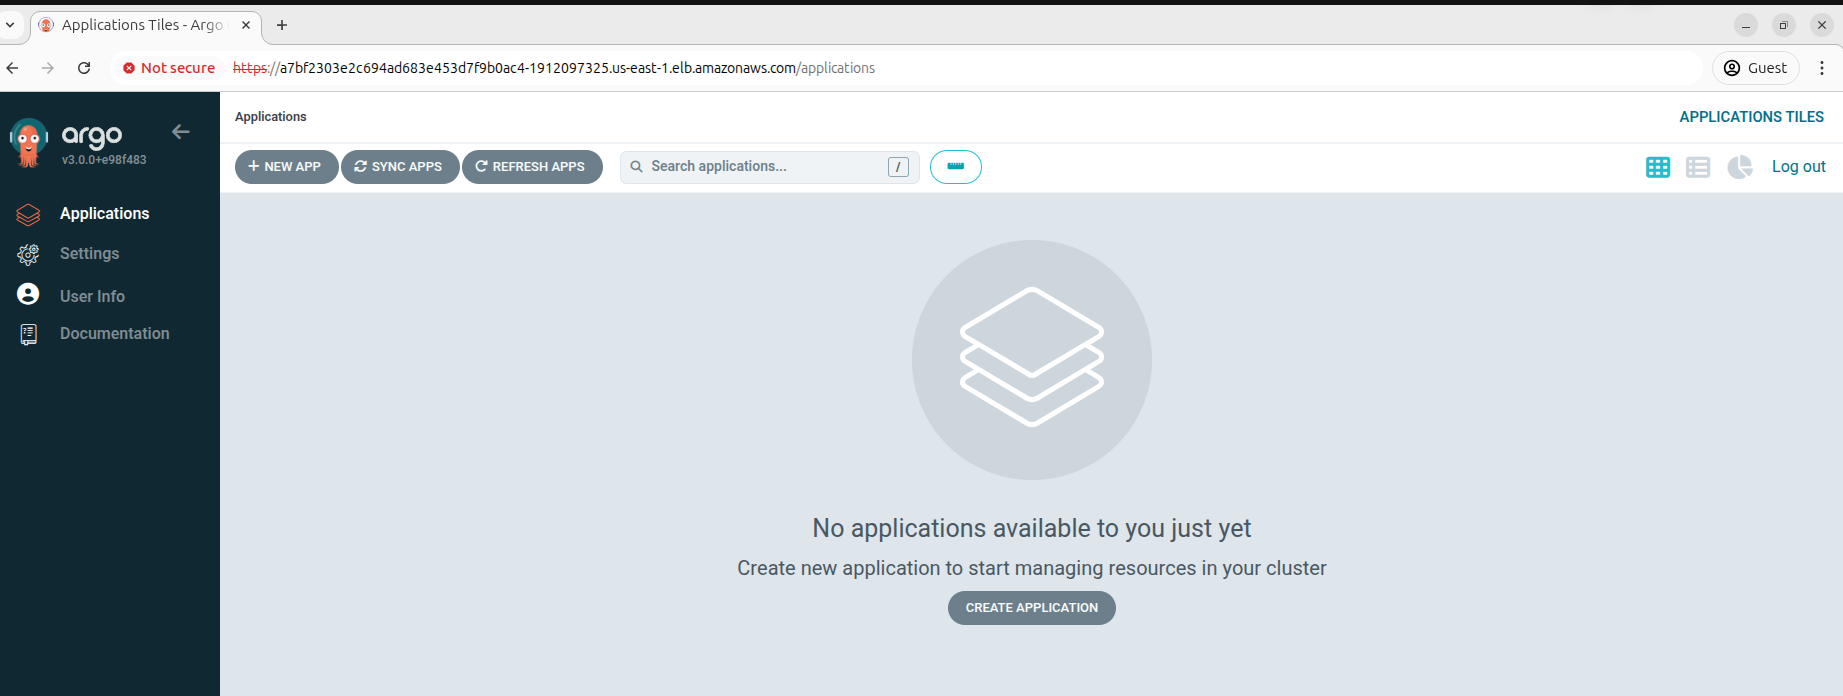 Applications Tiles - Argo
Not secure https://a7bf2303e2c694ad683e453d7f9b0ac4-1912097325.us-east-1.elb.amazonaws.com/applications Guest
argo
v3.0.0+e98f483
Applications
Settings
User Info
Documentation
Applications APPLICATIONS TILES
NEW APP SYNC APPS REFRESH APPS Search applications... / Log out
No applications available to you just yet
Create new application to start managing resources in your cluster
CREATE APPLICATION